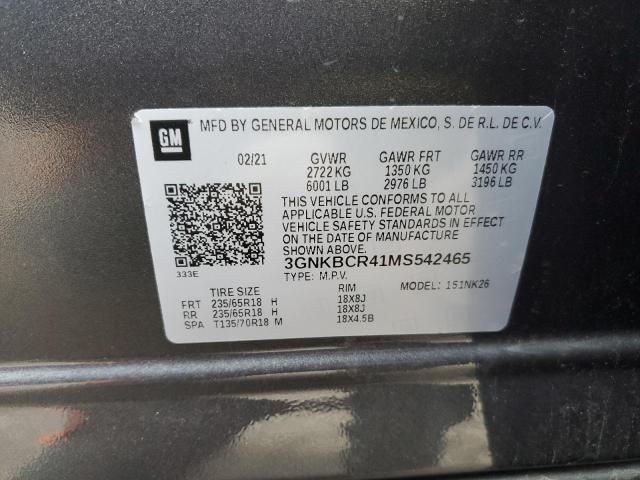 GM MFD BY GENERAL MOTORS DE MEXICO, S. DE R.L. DE C.V.
02/21 GVWR GAWR FRT GAWR RR
2722 KG 1350 KG 1450 KG
6001 LB 2976 LB 3196 LB
THIS VEHICLE CONFORMS TO ALL
APPLICABLE U.S. FEDERAL MOTOR
VEHICLE SAFETY AND THEFT PREVENTION
STANDARDS IN EFFECT ON THE DATE OF MANUFACTURE
SHOWN ABOVE.
3GNKBCR41MS542465
333E TYPE: M.P.V. MODEL: 151NK26
TIRE SIZE RIM
FRT 235/65R18 H 18X8J
RR 235/65R18 H 18X8J
SPA T135/70R18 M 18X4.5B